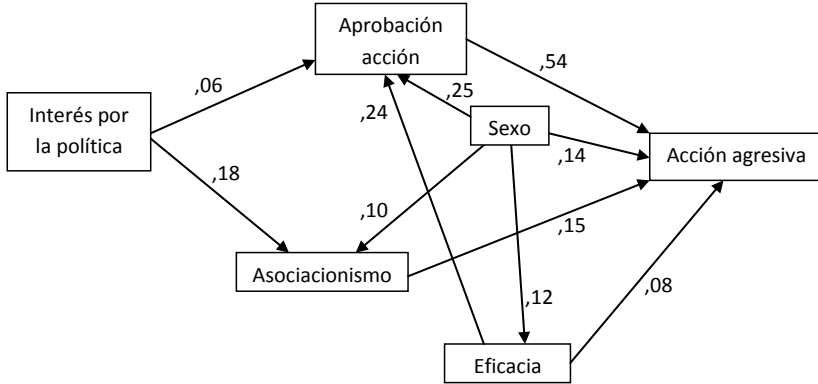 Aprobación
acción
,06
,54
,25
Interés por
la política
,24
Sexo
,14
Acción agresiva
,18
,10
,15
Asociacionismo
,12
,08
Eficacia